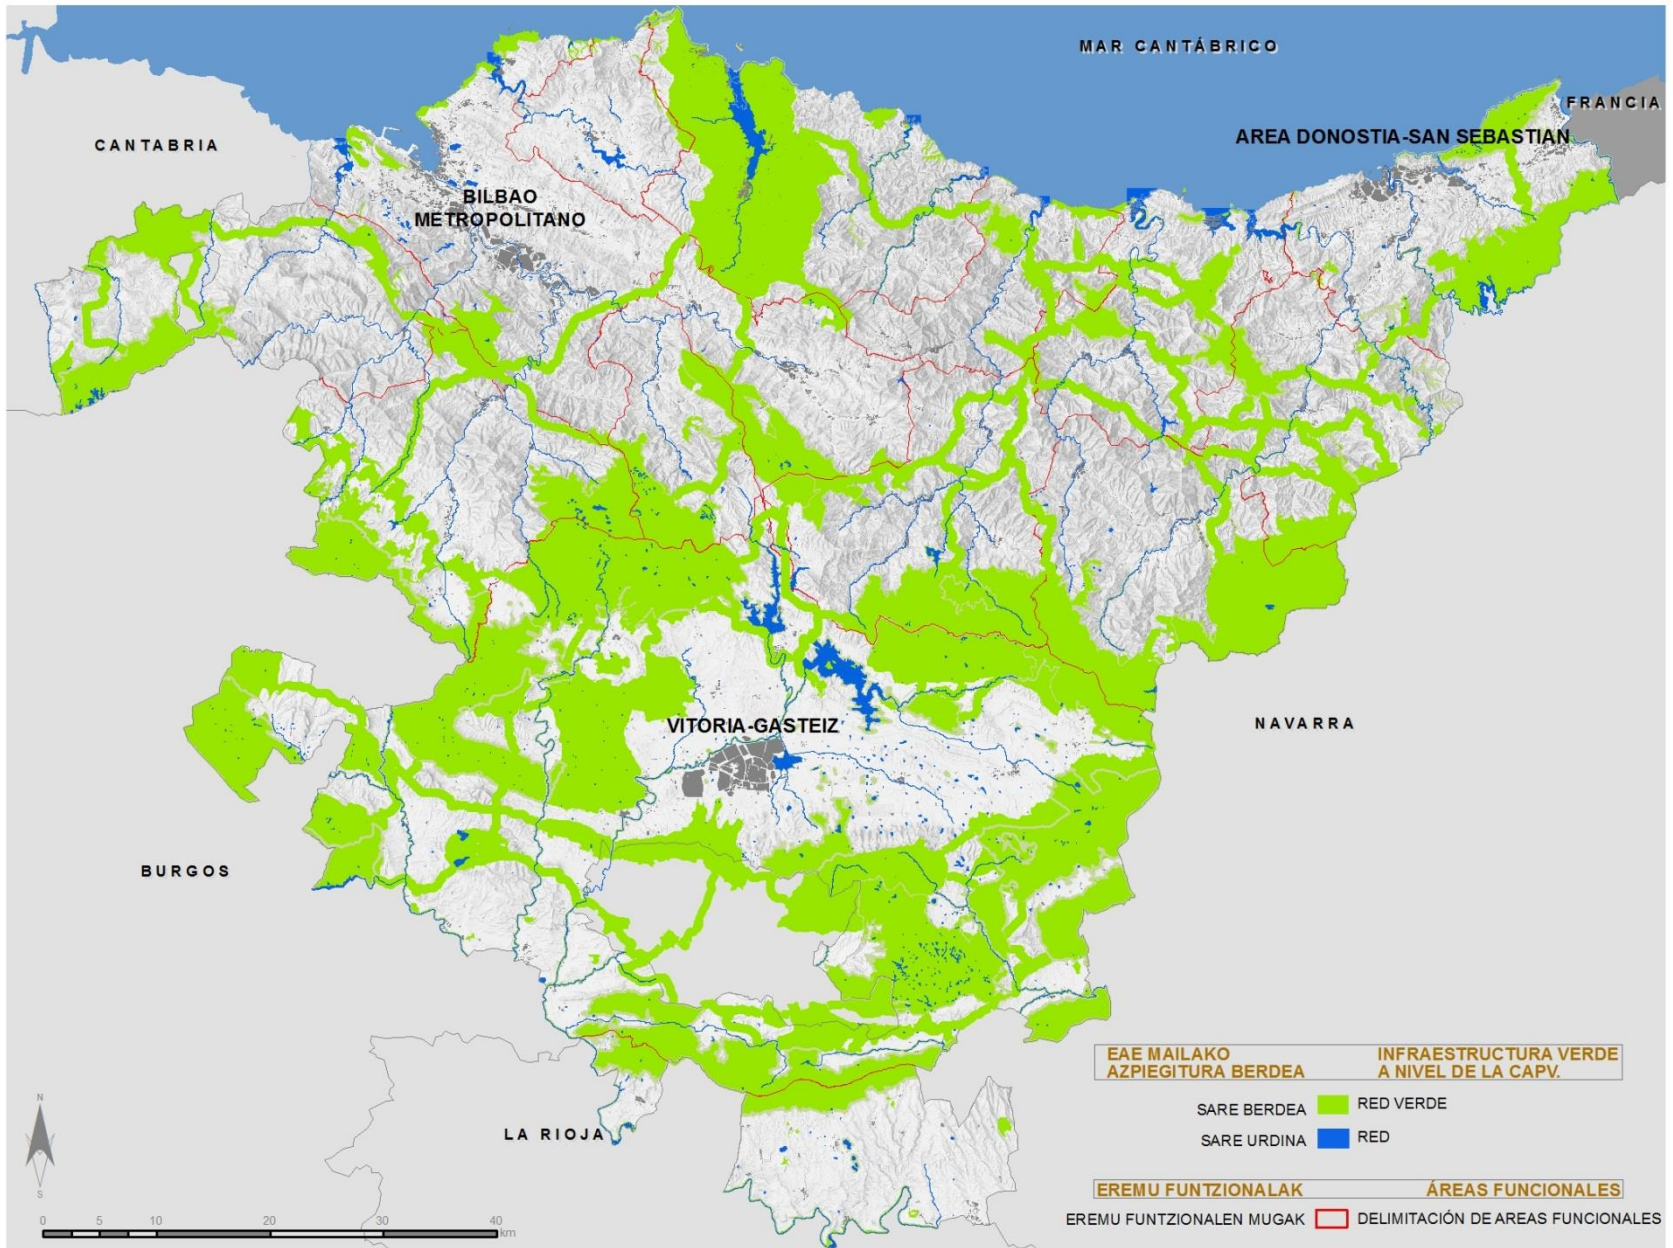 MAR CANTÁBRICO
FRANCIA
CANTABRIA
AREA DONOSTIA-SAN SEBASTIAN
BILBAO
METROPOLITANO
VITORIA-GASTEIZ
NAVARRA
BURGOS
LA RIOJA
EAE MAILAKO
AZPIEGITURA BERDEA
INFRAESTRUCTURA VERDE
A NIVEL DE LA CAPV.
SARE BERDEA RED VERDE
SARE URDINA RED
EREMU FUNTZIONALAK ÁREAS FUNCIONALES
EREMU FUNTZIONALEN MUGAK DELIMITACIÓN DE AREAS FUNCIONALES
N
S
0 5 10 20 30 40
km